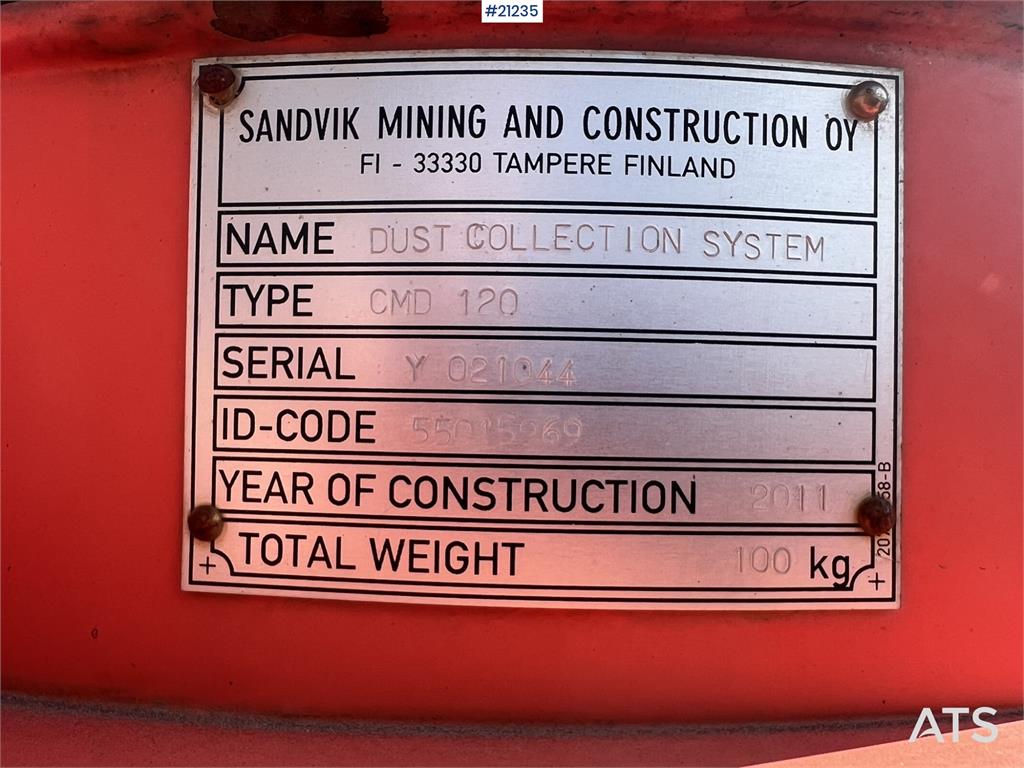 #21235
SANDVIK MINING AND CONSTRUCTION OY
FI - 33330 TAMPERE FINLAND
NAME DUST COLLECTION SYSTEM
TYPE CMD 120
SERIAL Y 021044
ID-CODE
YEAR OF CONSTRUCTION 2011
TOTAL WEIGHT 100 kg
ATS